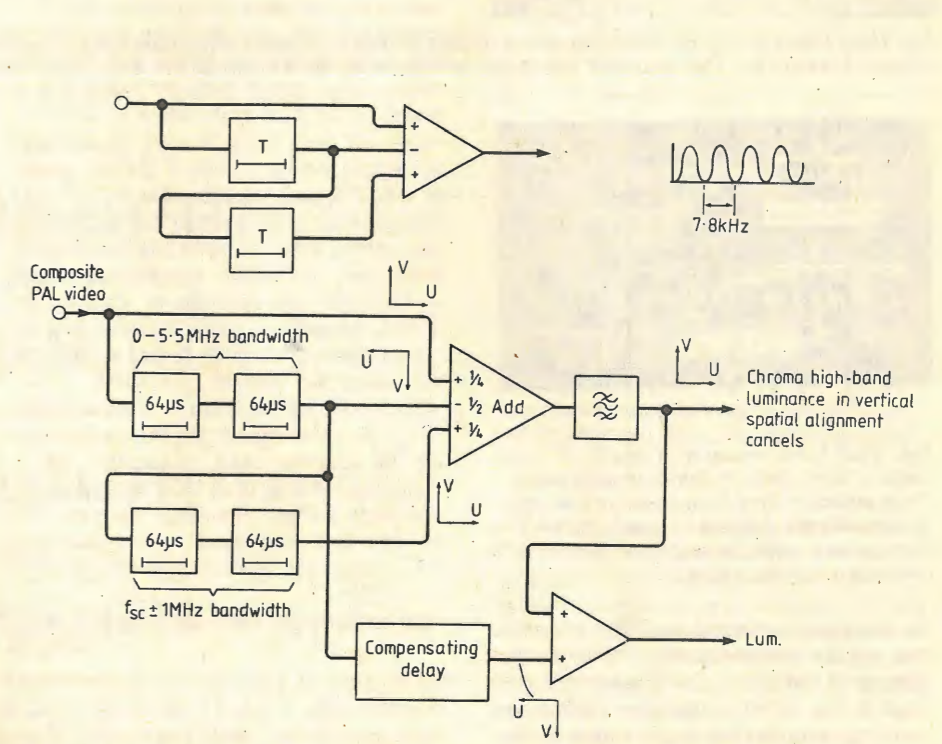 +
T
−
+
T
7·8kHz
Composite
PAL video
V
U
0–5·5MHz bandwidth
U
V
64µs
64µs
+ ¼
− ½ Add
+ ¼
V
U
Chroma high-band
luminance in vertical
spatial alignment
cancels
V
U
64µs
64µs
fSC ± 1MHz bandwidth
Compensating
delay
+
+
Lum.
U
V